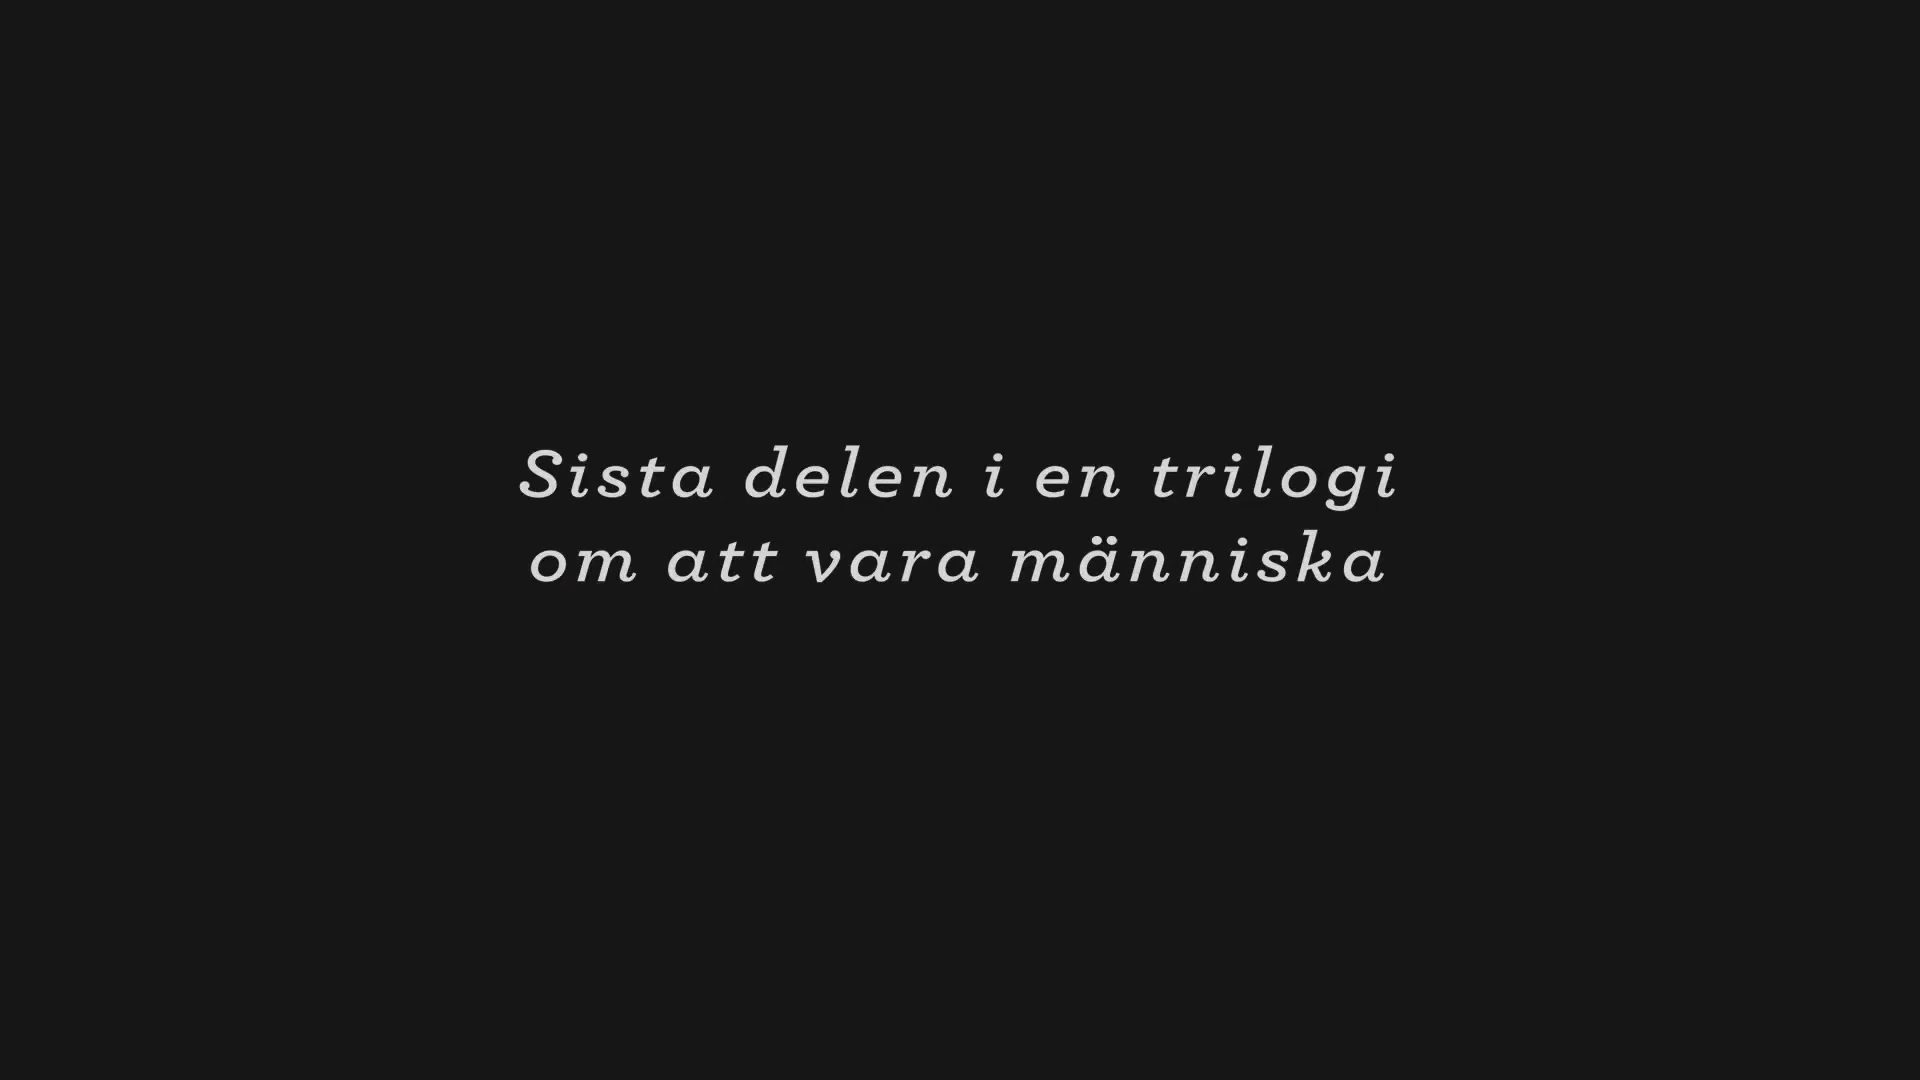 Sista delen i en trilogi
om att vara människa